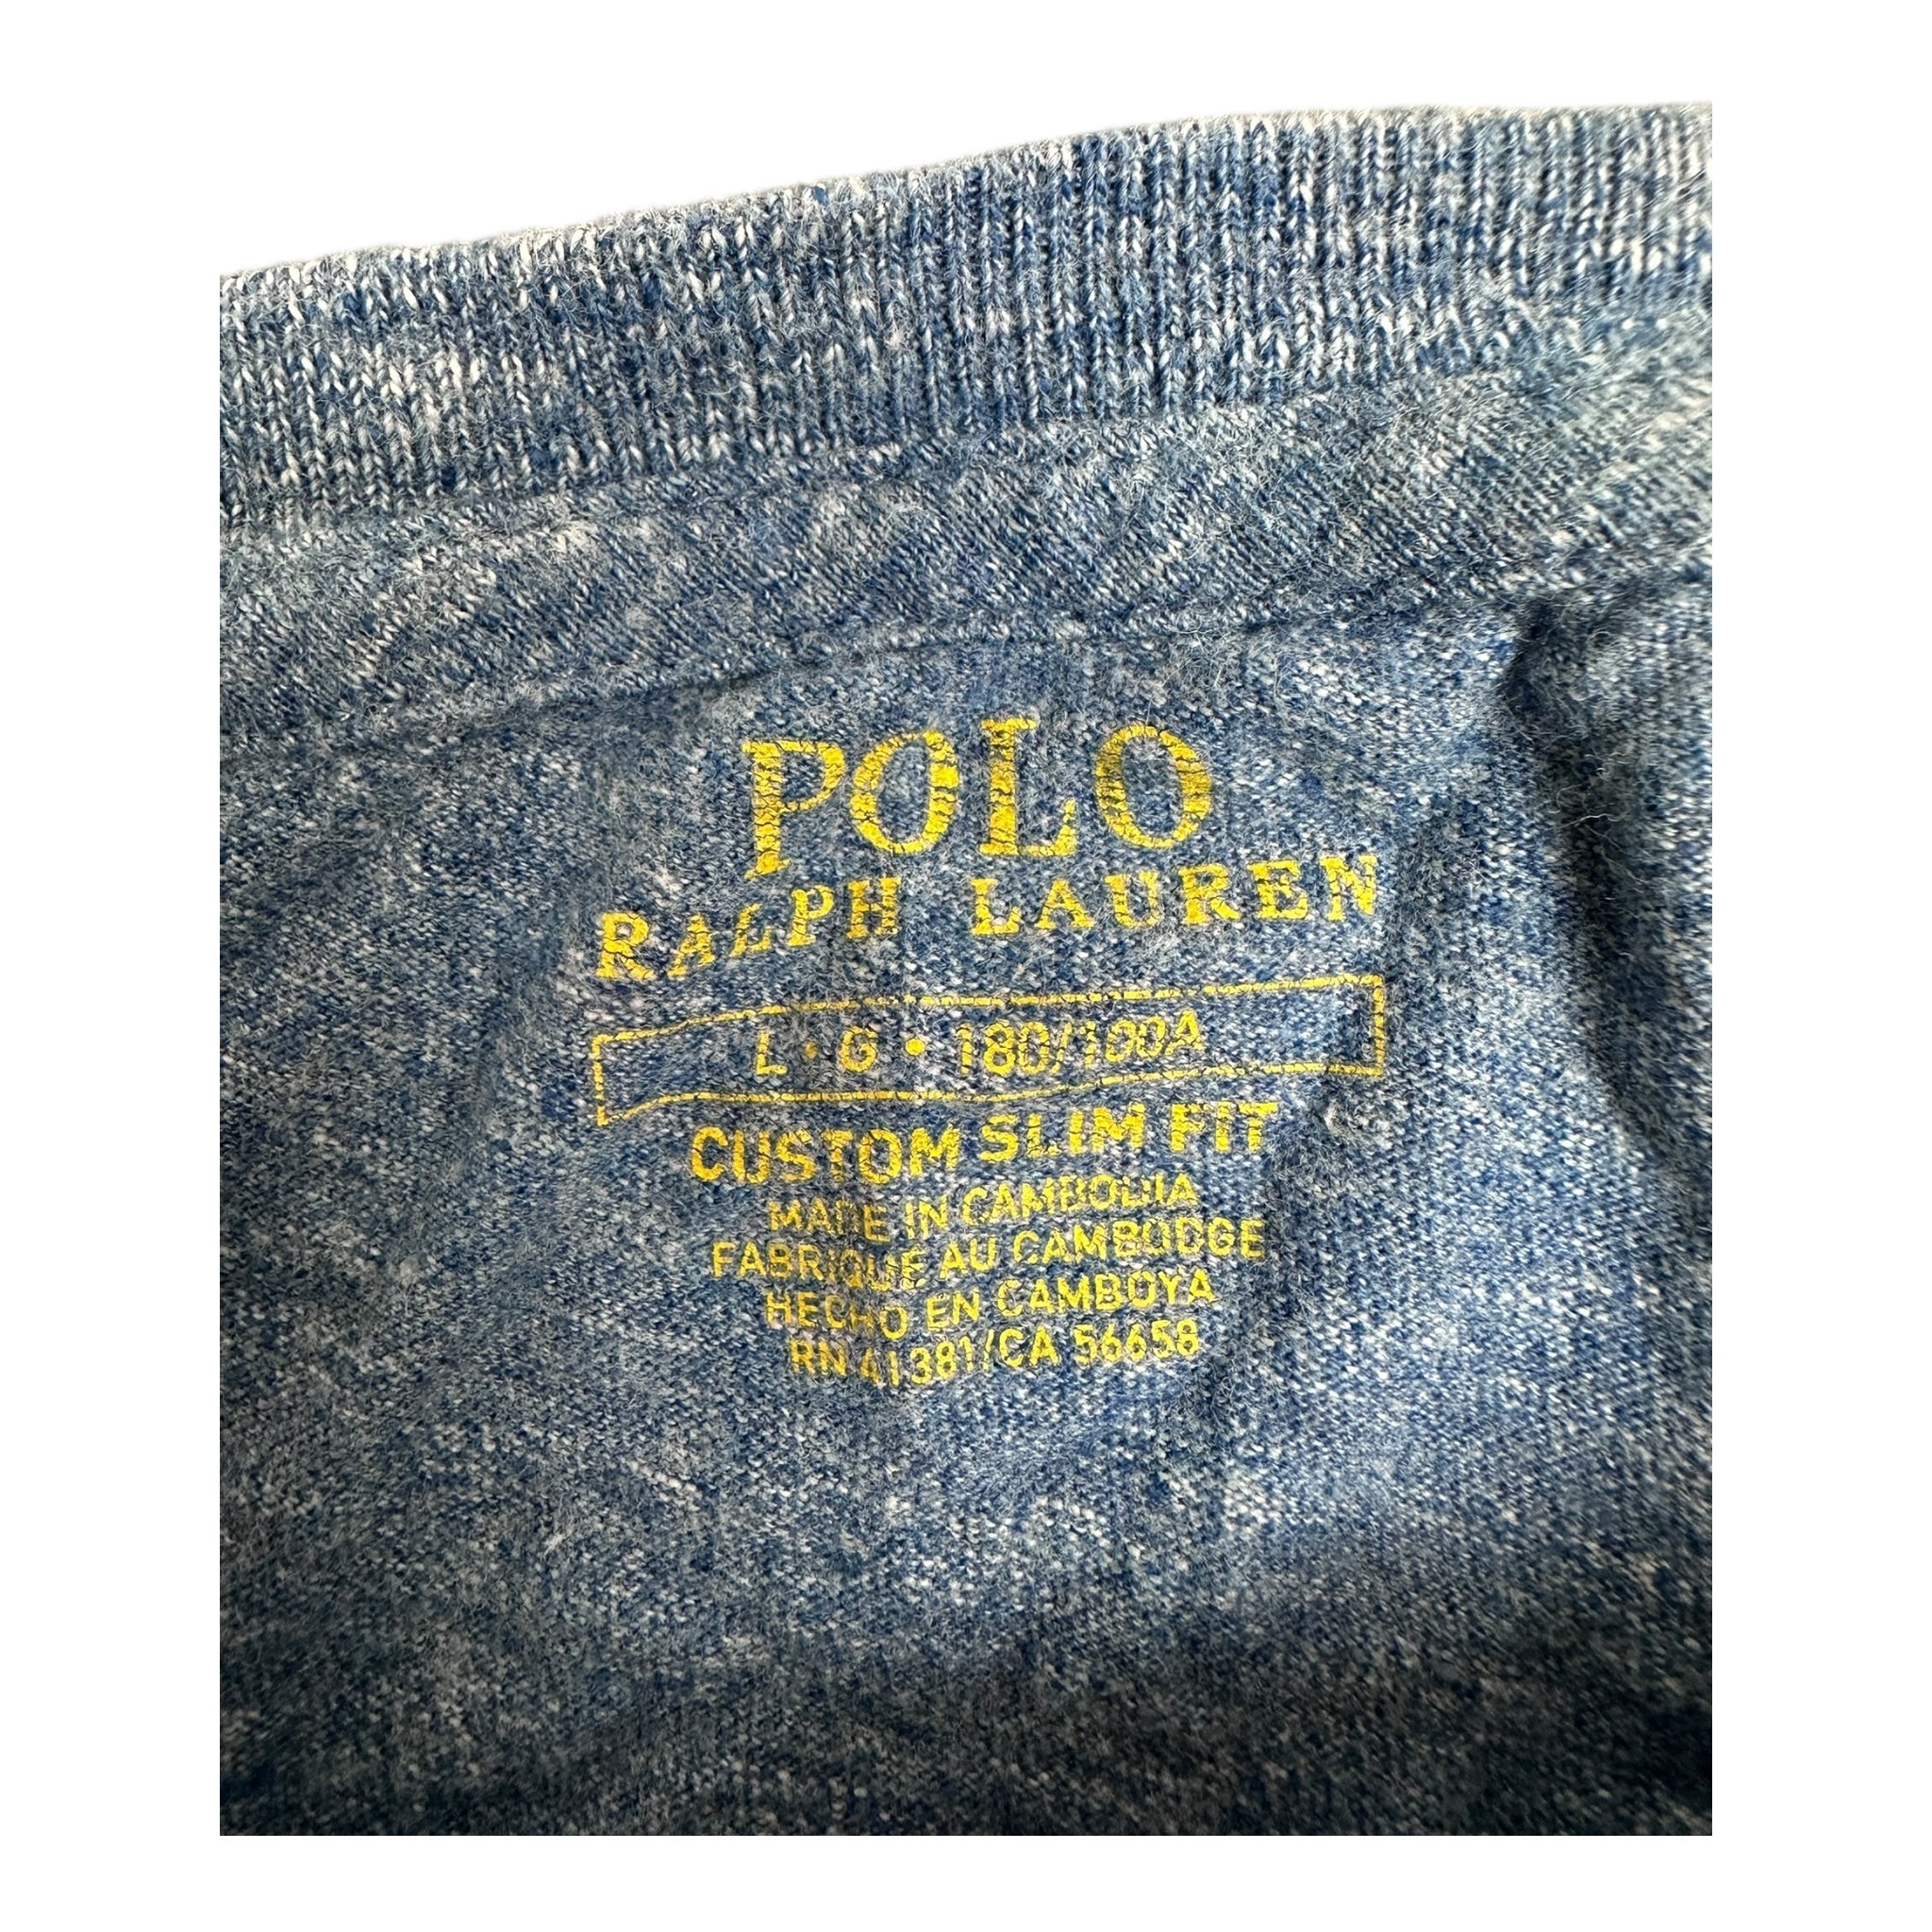 POLO
RALPH LAUREN
L • G • 180/100A
CUSTOM SLIM FIT
MADE IN CAMBODIA
FABRIQUÉ AU CAMBODGE
HECHO EN CAMBOYA
RN 41381/CA 56658